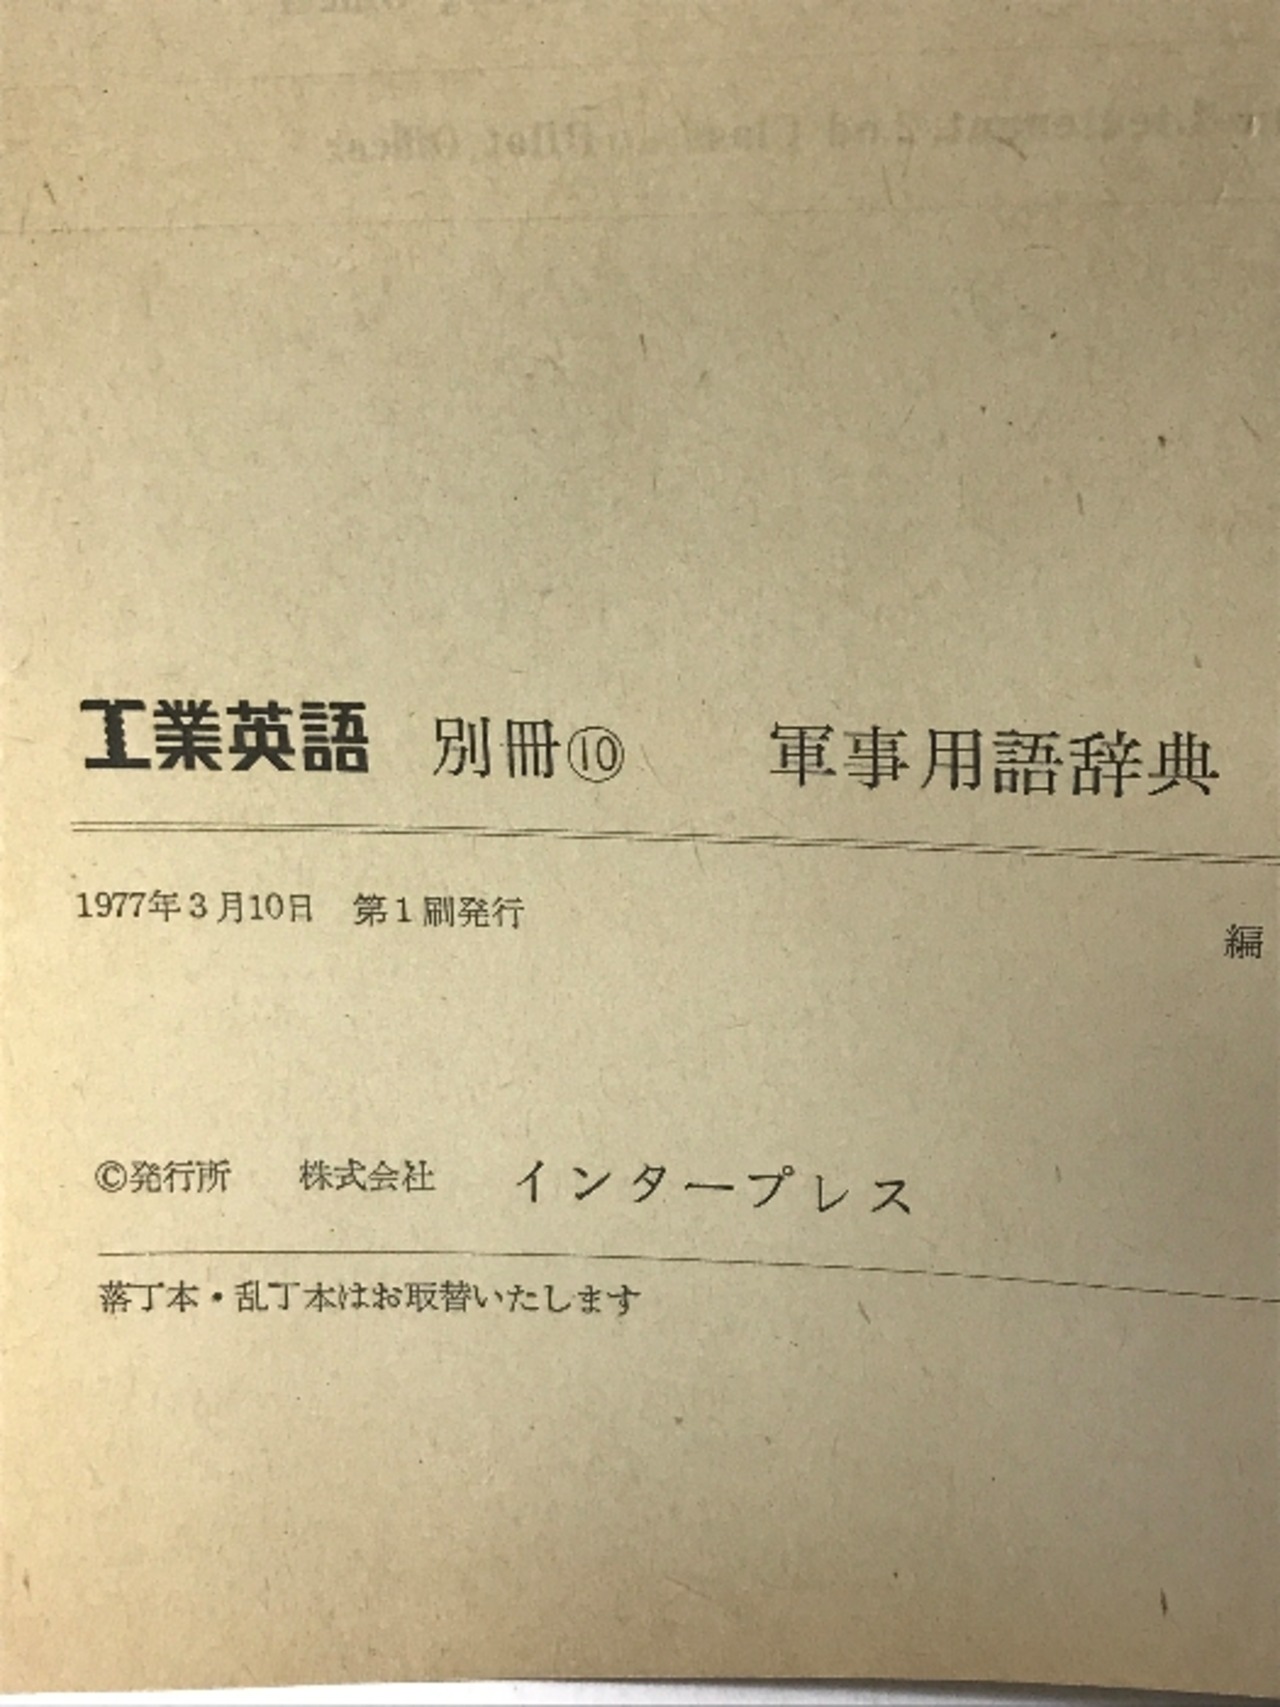 工業英語 別冊⑩ 軍事用語辞典
1977年3月10日 第1刷発行
編
©発行所 株式会社 インタープレス
落丁本・乱丁本はお取替いたします